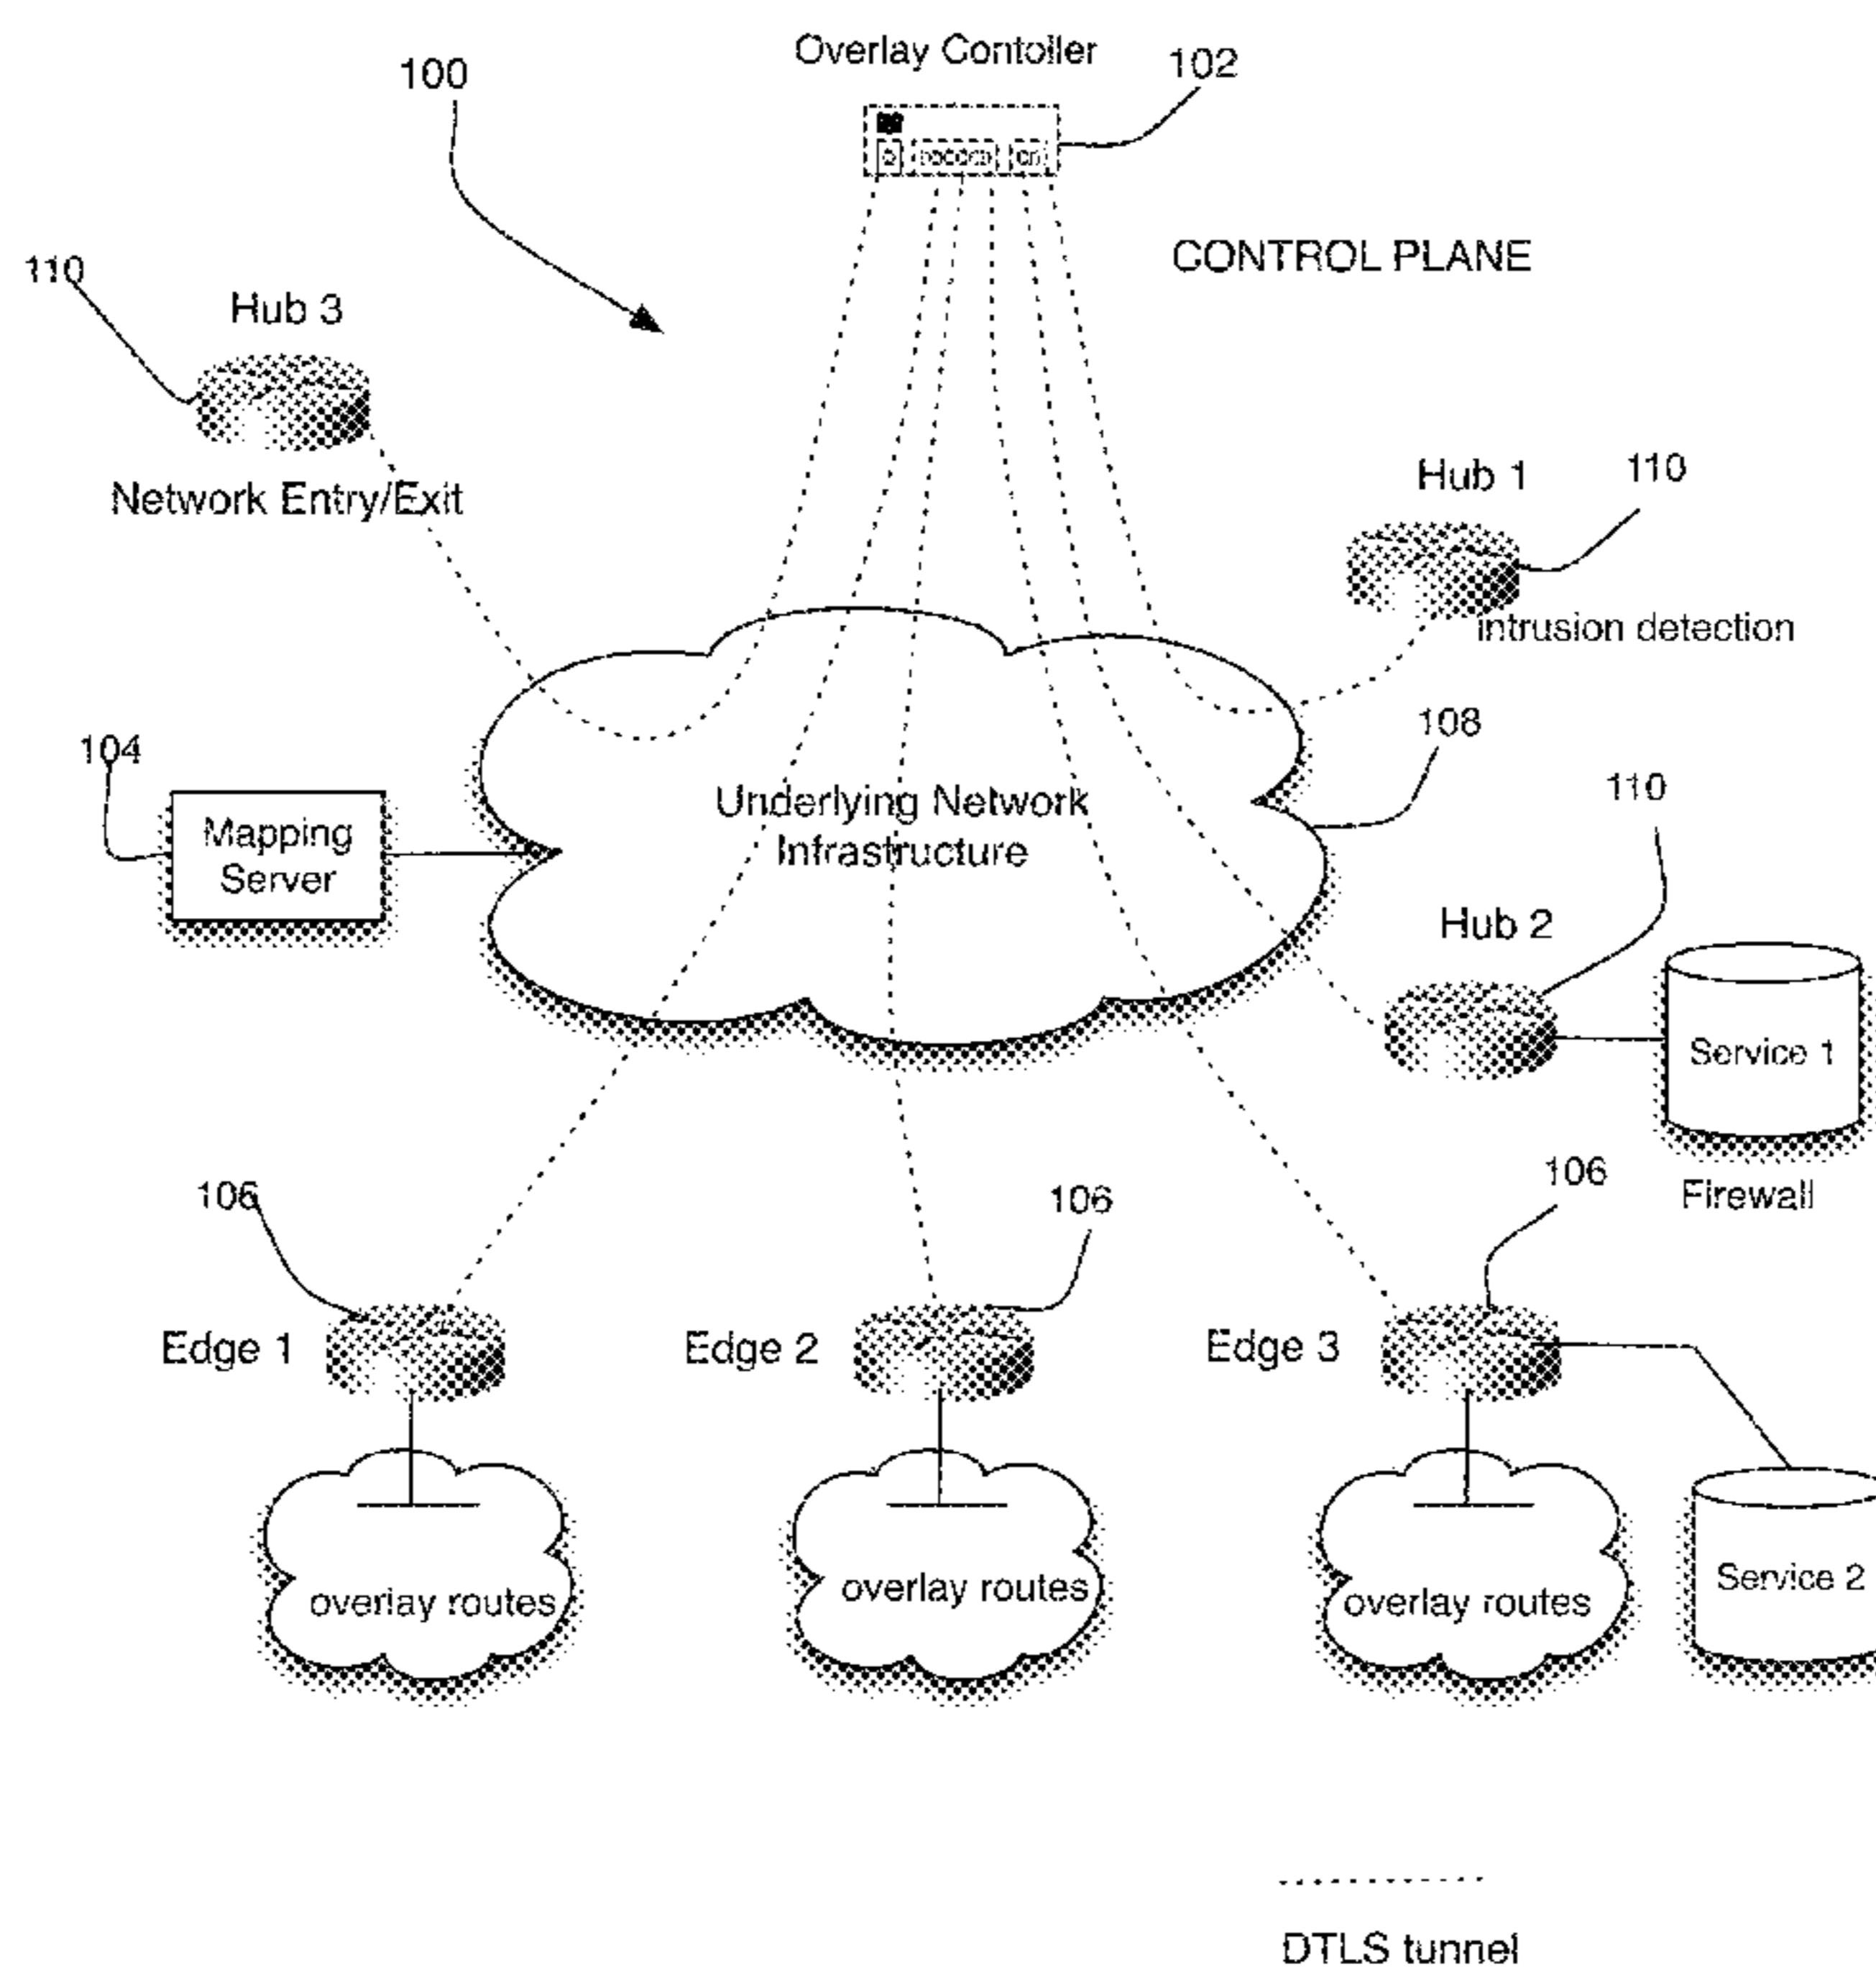 Overlay Contoller
102
100
CONTROL PLANE
110
Hub 3
Network Entry/Exit
Hub 1
110
intrusion detection
104
108
Mapping
Server
Underlying Network
Infrastructure
110
Hub 2
Service 1
Firewall
106
106
106
Edge 1
Edge 2
Edge 3
overlay routes
overlay routes
overlay routes
Service 2
DTLS tunnel